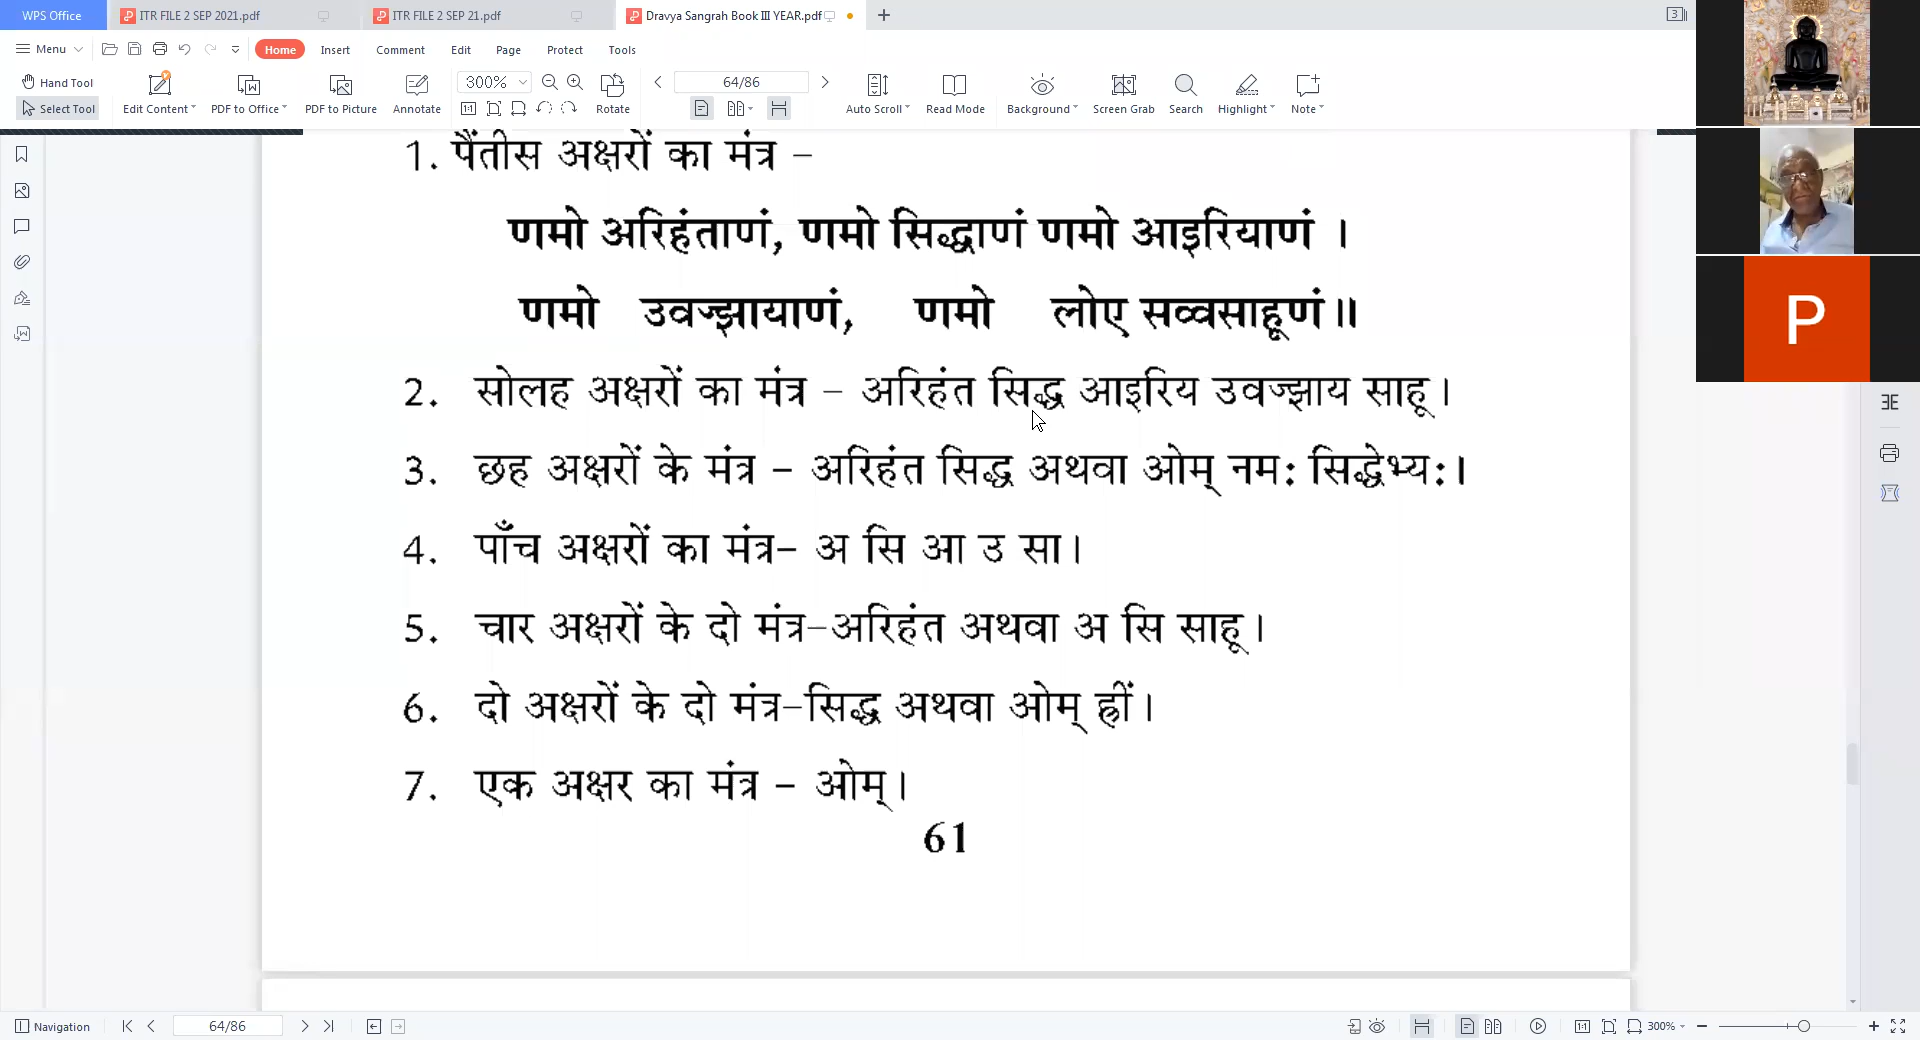 WPS Office
ITR FILE 2 SEP 2021.pdf
ITR FILE 2 SEP 21.pdf
Dravya Sangrah Book III YEAR.pdf
3
Menu
Home
Insert
Comment
Edit
Page
Protect
Tools
Hand Tool
Select Tool
Edit Content
PDF to Office
PDF to Picture
Annotate
300%
Rotate
64/86
Auto Scroll
Read Mode
Background
Screen Grab
Search
Highlight
Note
1. पैंतीस अक्षरों का मंत्र –
णमो अरिहंताणं, णमो सिद्धाणं णमो आइरियाणं ।
णमो उवज्झायाणं, णमो लोए सव्वसाहूणं॥
2. सोलह अक्षरों का मंत्र – अरिहंत सिद्ध आइरिय उवज्झाय साहू।
3. छह अक्षरों के मंत्र – अरिहंत सिद्ध अथवा ओम् नमः सिद्धेभ्यः।
4. पाँच अक्षरों का मंत्र– अ सि आ उ सा।
5. चार अक्षरों के दो मंत्र–अरिहंत अथवा अ सि साहू।
6. दो अक्षरों के दो मंत्र–सिद्ध अथवा ओम् ह्रीं।
7. एक अक्षर का मंत्र – ओम्।
61
P
Navigation
64/86
300%